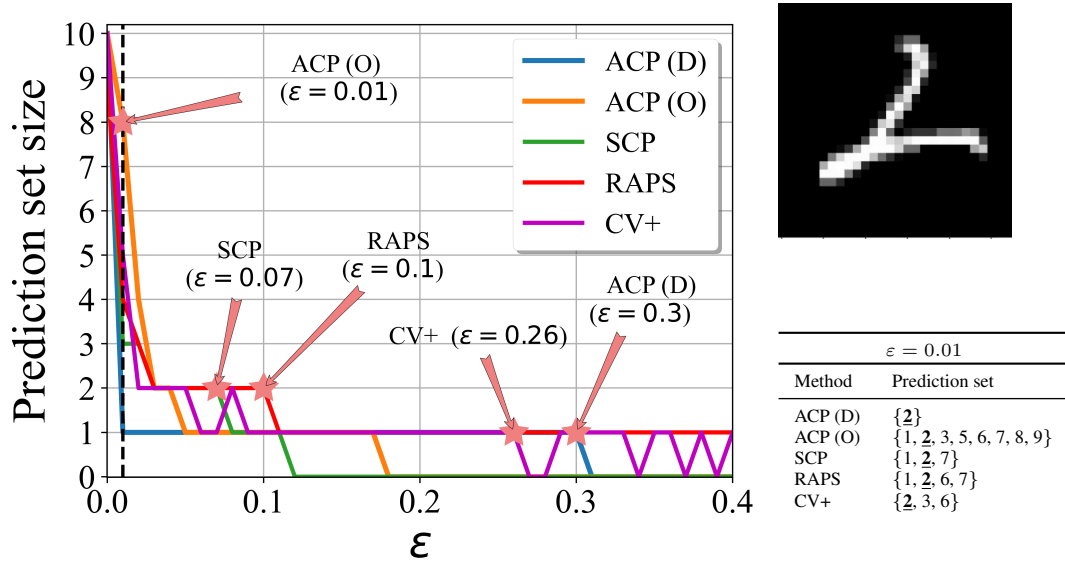 Prediction set size
10
9
8
7
6
5
4
3
2
1
0
0.0
0.1
0.2
0.3
0.4
ε
ACP (O)
(ε = 0.01)
SCP
(ε = 0.07)
RAPS
(ε = 0.1)
CV+ (ε = 0.26)
ACP (D)
(ε = 0.3)
ACP (D)
ACP (O)
SCP
RAPS
CV+
2
ε = 0.01
Method Prediction set
ACP (D) {2}
ACP (O) {1, 2, 3, 5, 6, 7, 8, 9}
SCP {1, 2, 7}
RAPS {1, 2, 6, 7}
CV+ {2, 3, 6}